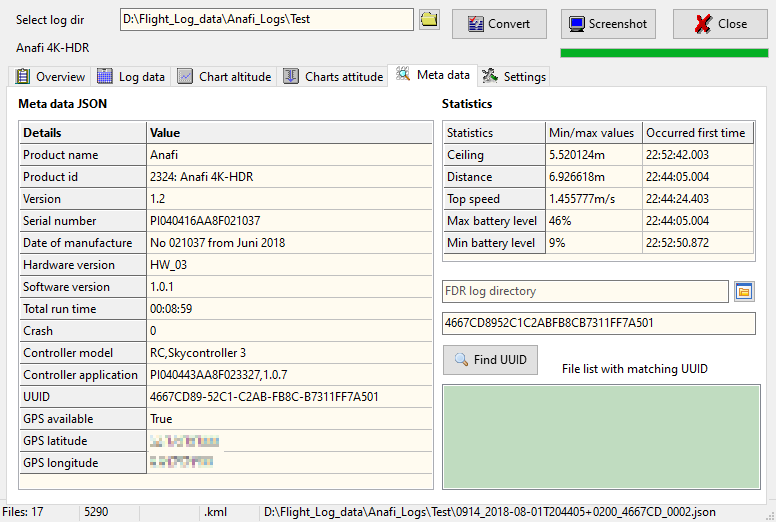 Select log dir
D:\Flight_Log_data\Anafi_Logs\Test
Convert
Screenshot
Close
Anafi 4K-HDR
Overview
Log data
Chart altitude
Charts attitude
Meta data
Settings
Meta data JSON
Details Value
Product name Anafi
Product id 2324: Anafi 4K-HDR
Version 1.2
Serial number PI040416AA8F021037
Date of manufacture No 021037 from Juni 2018
Hardware version HW_03
Software version 1.0.1
Total run time 00:08:59
Crash 0
Controller model RC,Skycontroller 3
Controller application PI040443AA8F023327,1.0.7
UUID 4667CD89-52C1-C2AB-FB8C-B7311FF7A501
GPS available True
GPS latitude
GPS longitude
Statistics
Statistics Min/max values Occurred first time
Ceiling 5.520124m 22:52:42.003
Distance 6.926618m 22:44:05.004
Top speed 1.455777m/s 22:44:24.403
Max battery level 46% 22:44:05.004
Min battery level 9% 22:52:50.872
FDR log directory
4667CD8952C1C2ABFB8CB7311FF7A501
Find UUID
File list with matching UUID
Files: 17 5290 .kml D:\Flight_Log_data\Anafi_Logs\Test\0914_2018-08-01T204405+0200_4667CD_0002.json